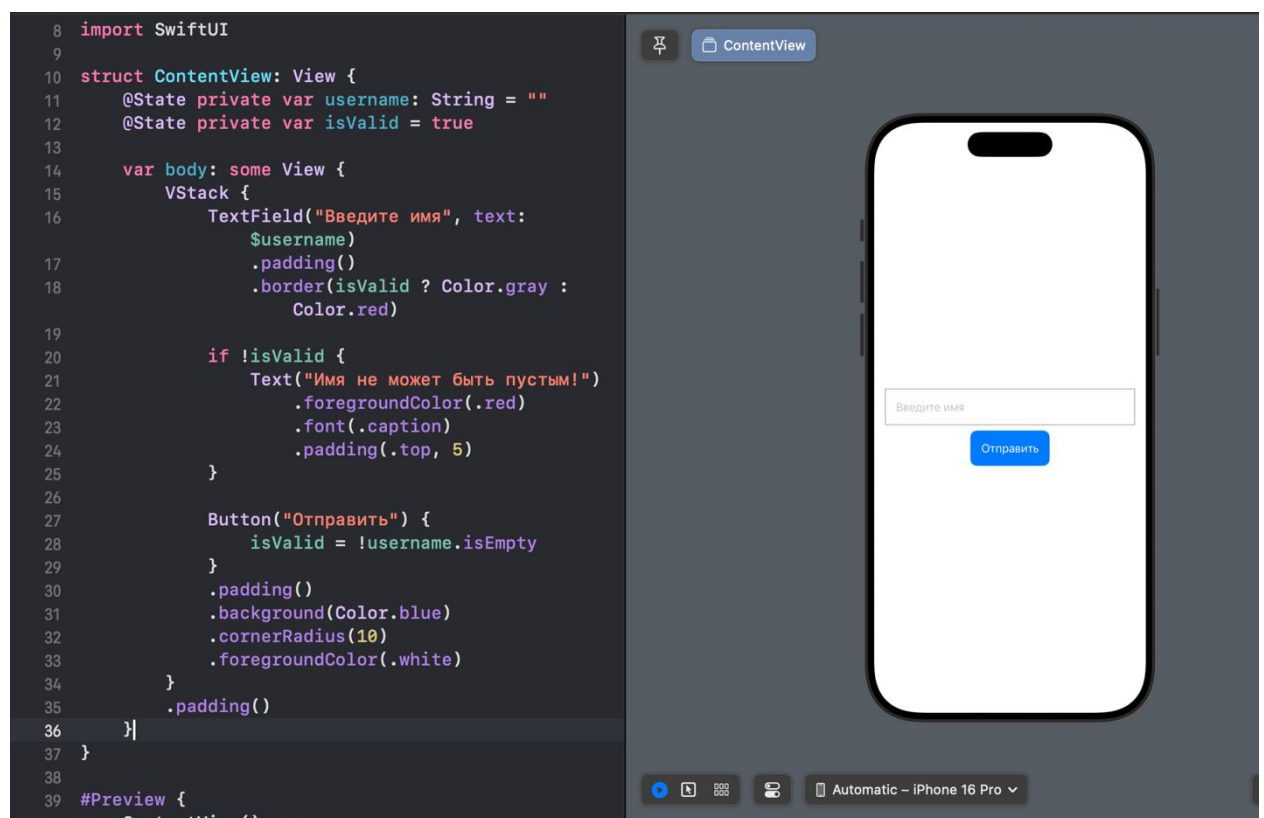 8 import SwiftUI
9
10 struct ContentView: View {
11     @State private var username: String = ""
12     @State private var isValid = true
13
14     var body: some View {
15         VStack {
16             TextField("Введите имя", text:
                $username)
17                 .padding()
18                 .border(isValid ? Color.gray :
                    Color.red)
19
20             if !isValid {
21                 Text("Имя не может быть пустым!")
22                     .foregroundColor(.red)
23                     .font(.caption)
24                     .padding(.top, 5)
25             }
26
27             Button("Отправить") {
28                 isValid = !username.isEmpty
29             }
30             .padding()
31             .background(Color.blue)
32             .cornerRadius(10)
33             .foregroundColor(.white)
34         }
35         .padding()
36     }
37 }
38
39 #Preview {
ContentView
Введите имя
Отправить
Automatic – iPhone 16 Pro